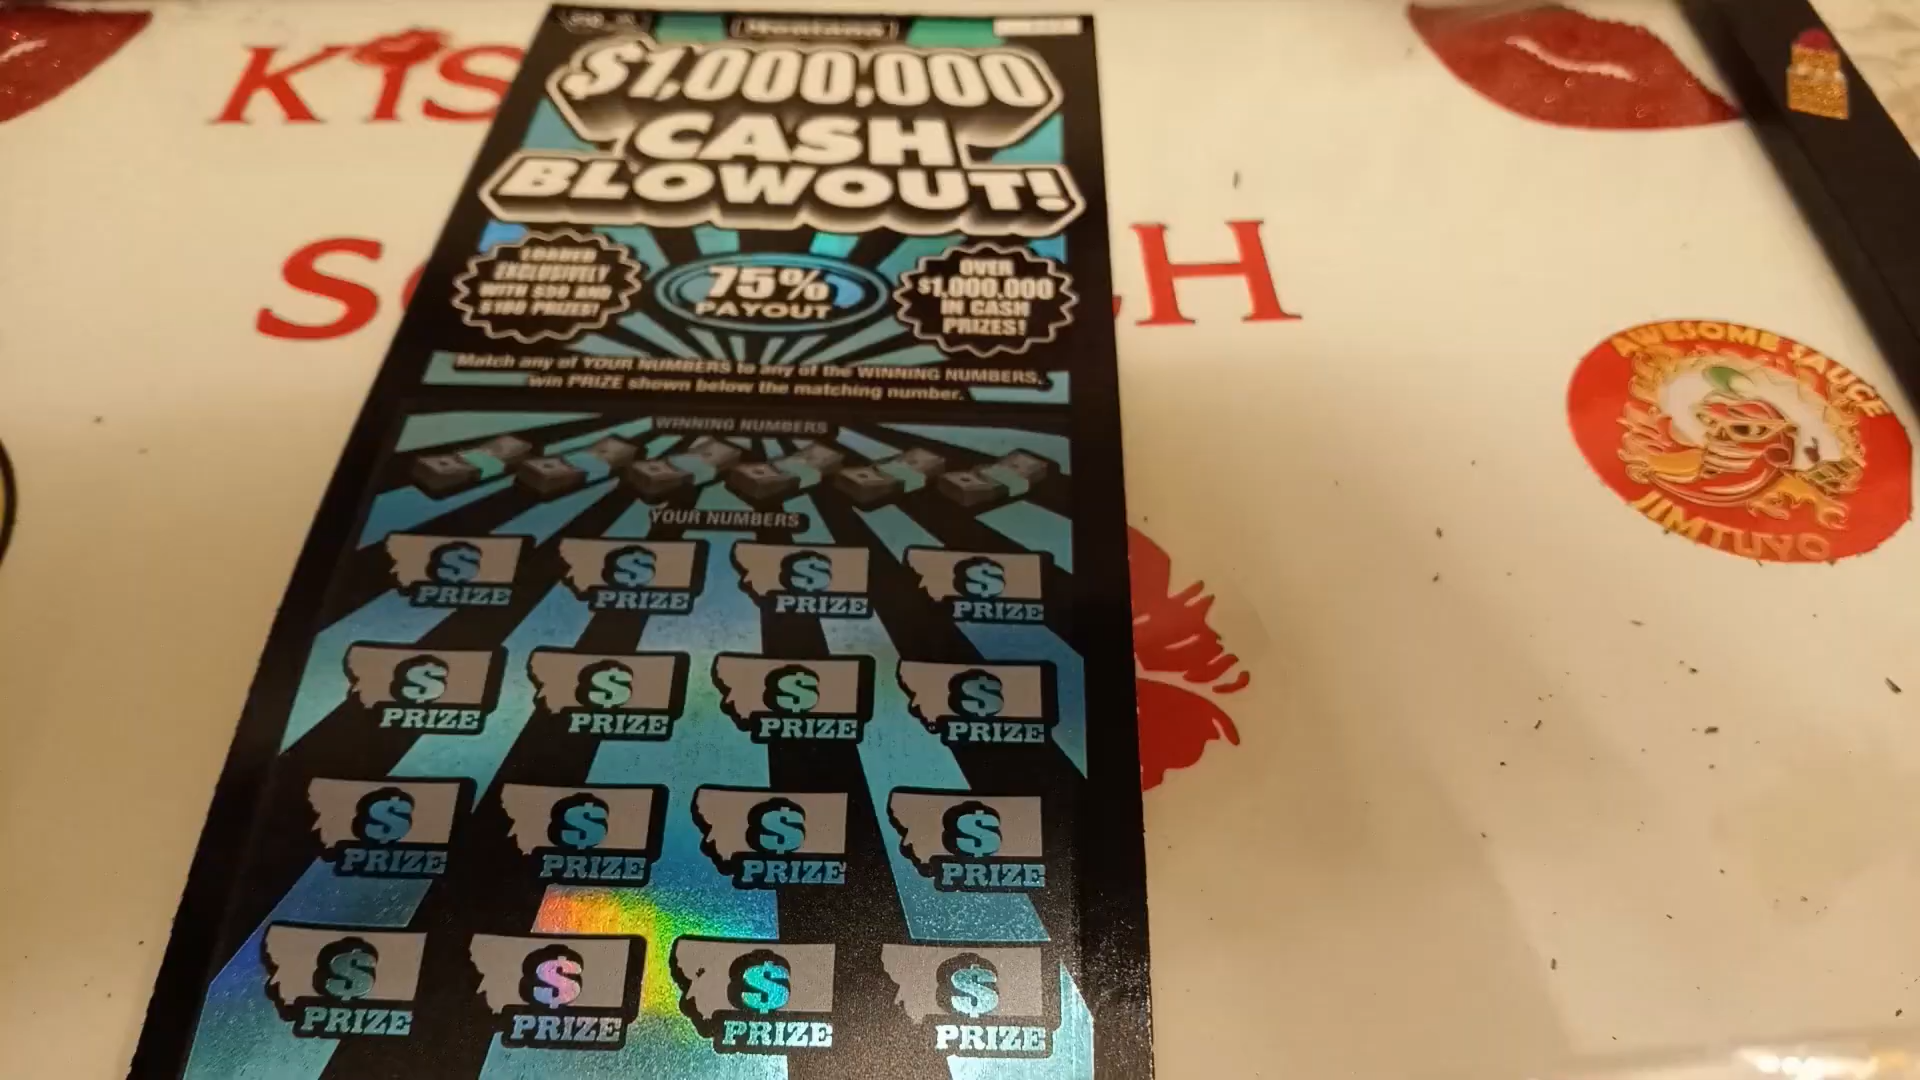 KIS
S
H
Montana
$1,000,000
CASH
BLOWOUT!
LOADED
EXCLUSIVELY
WITH $50 AND
$100 PRIZES!
75%
PAYOUT
OVER
$1,000,000
IN CASH
PRIZES!
Match any of YOUR NUMBERS to any of the WINNING NUMBERS,
win PRIZE shown below the matching number.
WINNING NUMBERS
YOUR NUMBERS
$ $ $ $
PRIZE PRIZE PRIZE PRIZE
$ $ $ $
PRIZE PRIZE PRIZE PRIZE
$ $ $ $
PRIZE PRIZE PRIZE PRIZE
$ $ $ $
PRIZE PRIZE PRIZE PRIZE
AWESOME SAUCE
JIMTUYO